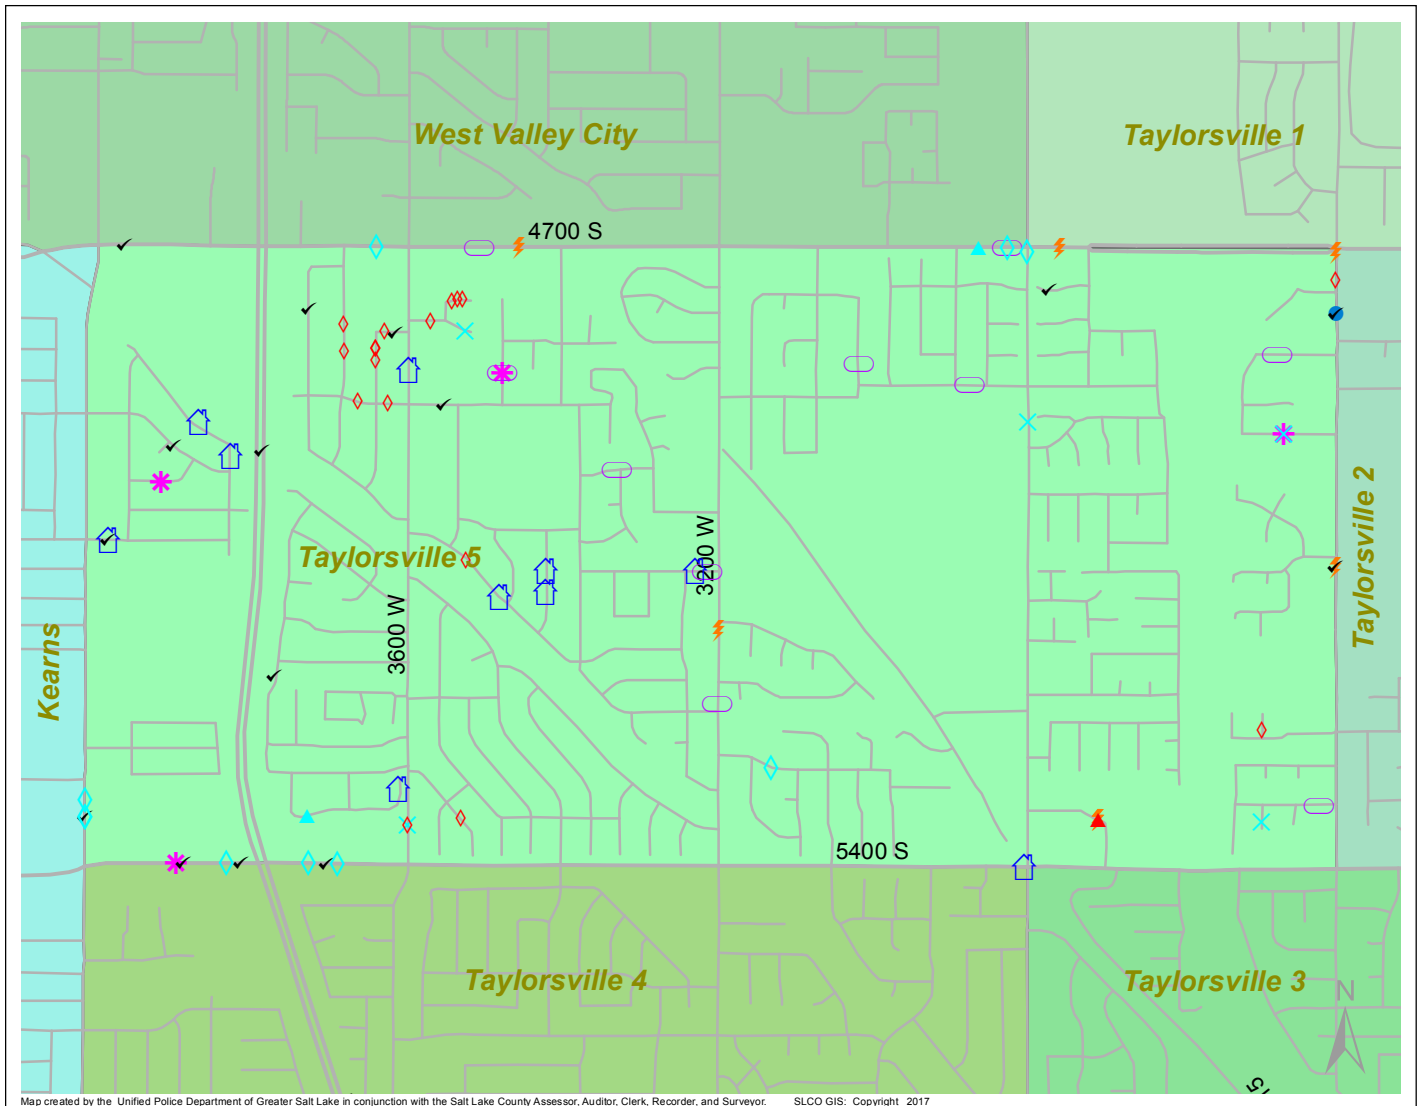 West Valley City
Taylorsville 1
4700 S
Taylorsville 2
3200 W
Taylorsville 5
3600 W
Kearns
5400 S
Taylorsville 4
Taylorsville 3
N
15
Map created by the Unified Police Department of Greater Salt Lake in conjunction with the Salt Lake County Assessor, Auditor, Clerk, Recorder, and Surveyor. SLCO GIS: Copyright 2017